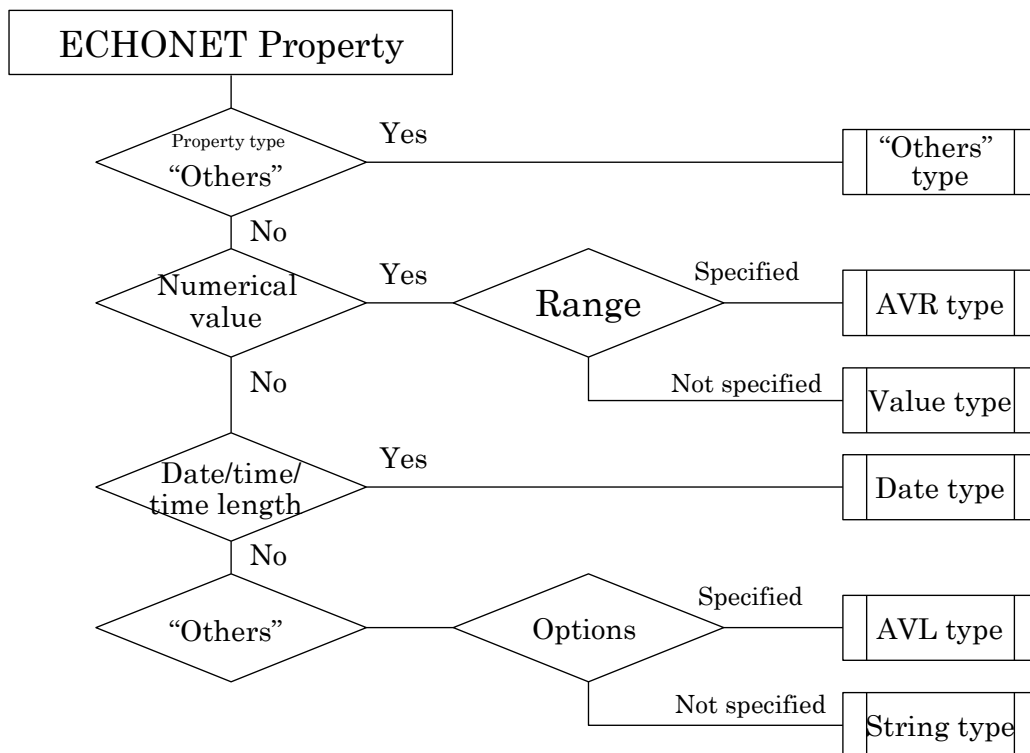 ECHONET Property
Property type
“Others”
Yes
“Others”
type
No
Numerical
value
Yes
Range
Specified
AVR type
Not specified
Value type
No
Date/time/
time length
Yes
Date type
No
“Others”
Options
Specified
AVL type
Not specified
String type